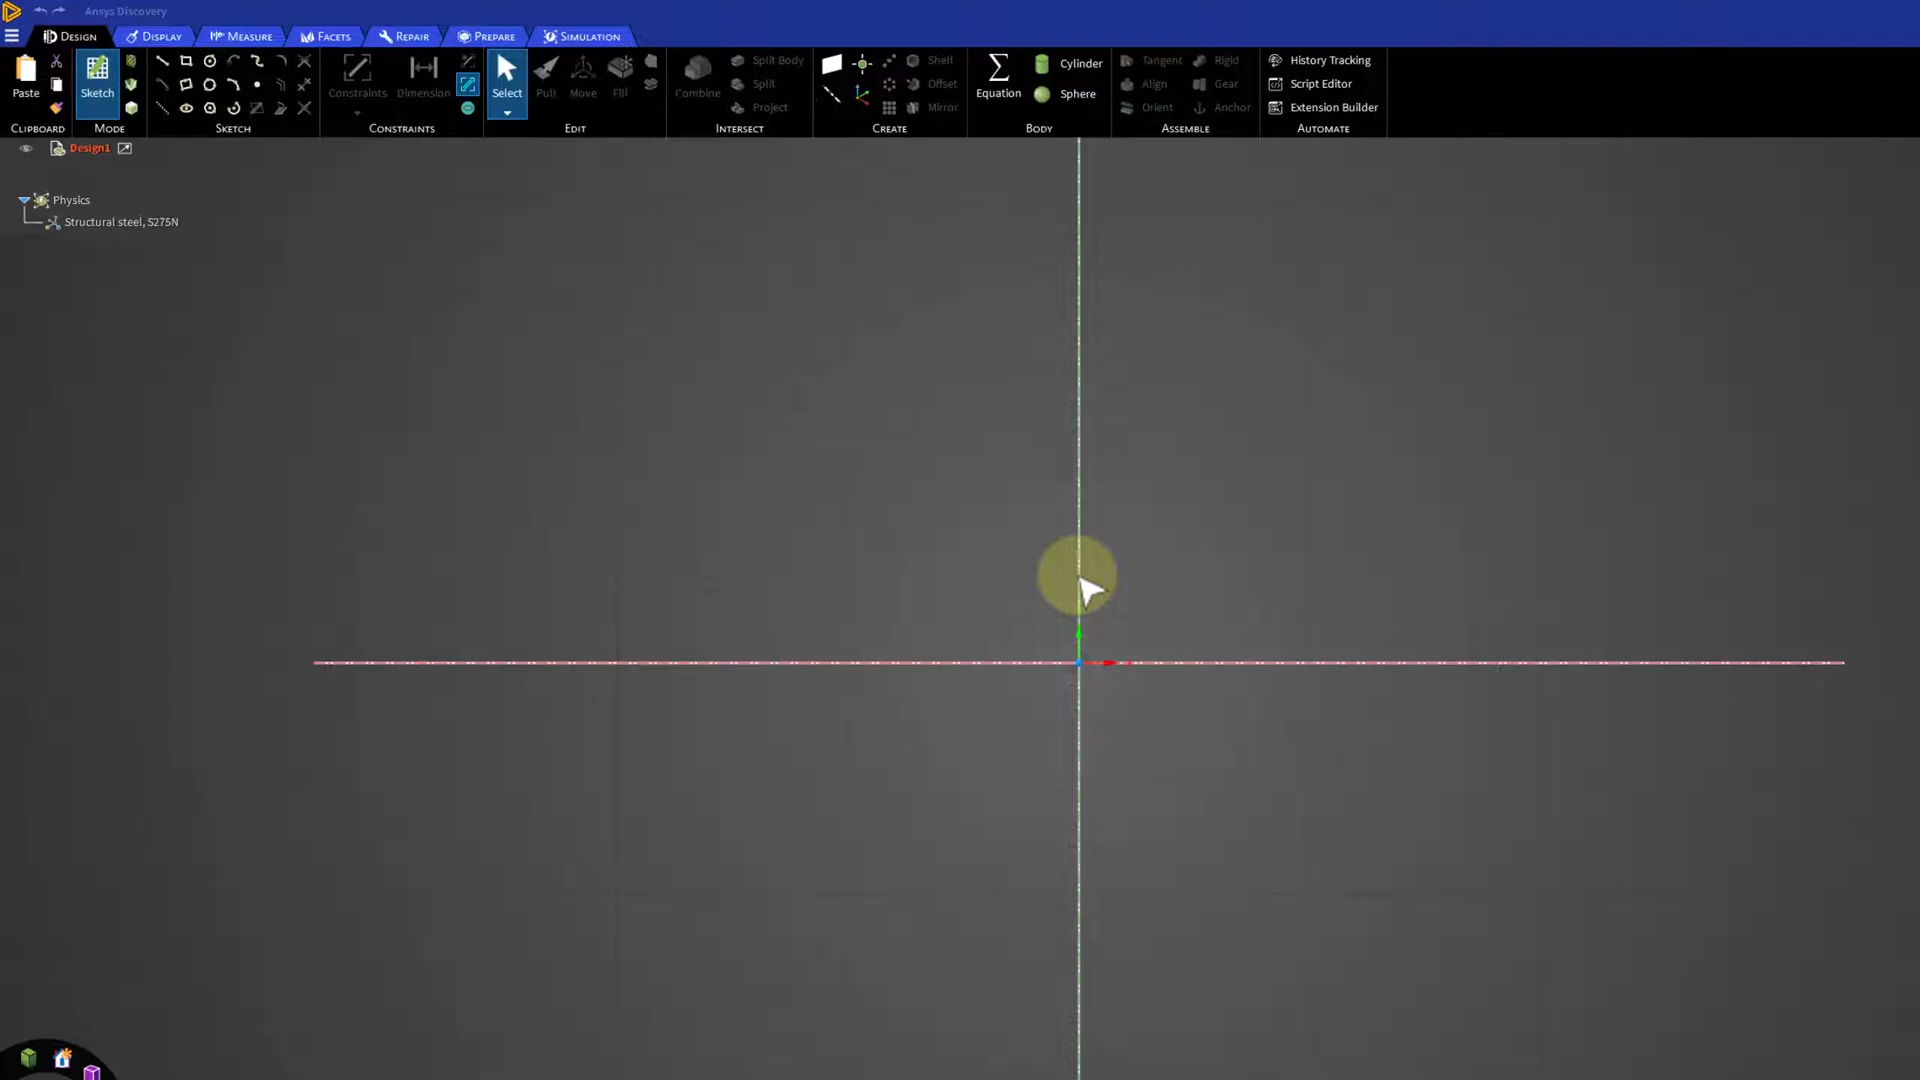 Ansys Discovery
DESIGN DISPLAY MEASURE FACETS REPAIR PREPARE SIMULATION
Paste Sketch Constraints Dimension Select Pull Move Fill Combine Split Body Shell Equation Cylinder Tangent Rigid History Tracking
Split Offset Sphere Align Gear Script Editor
Project Mirror Orient Anchor Extension Builder
CLIPBOARD MODE SKETCH CONSTRAINTS EDIT INTERSECT CREATE BODY ASSEMBLE AUTOMATE
Design1
Physics
Structural steel, S275N